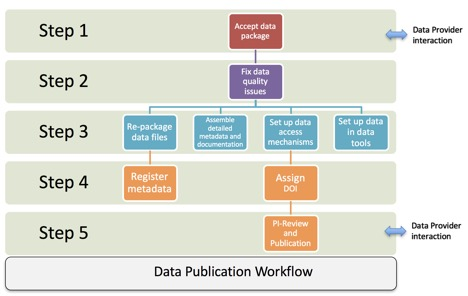 Step 1
Accept data
package
Data Provider
interaction
Step 2
Fix data
quality
issues
Step 3
Re-package
data files
Assemble
detailed
metadata and
documentation
Set up data
access
mechanisms
Set up data
in data
tools
Step 4
Register
metadata
Assign
DOI
Step 5
PI-Review
and
Publication
Data Provider
interaction
Data Publication Workflow